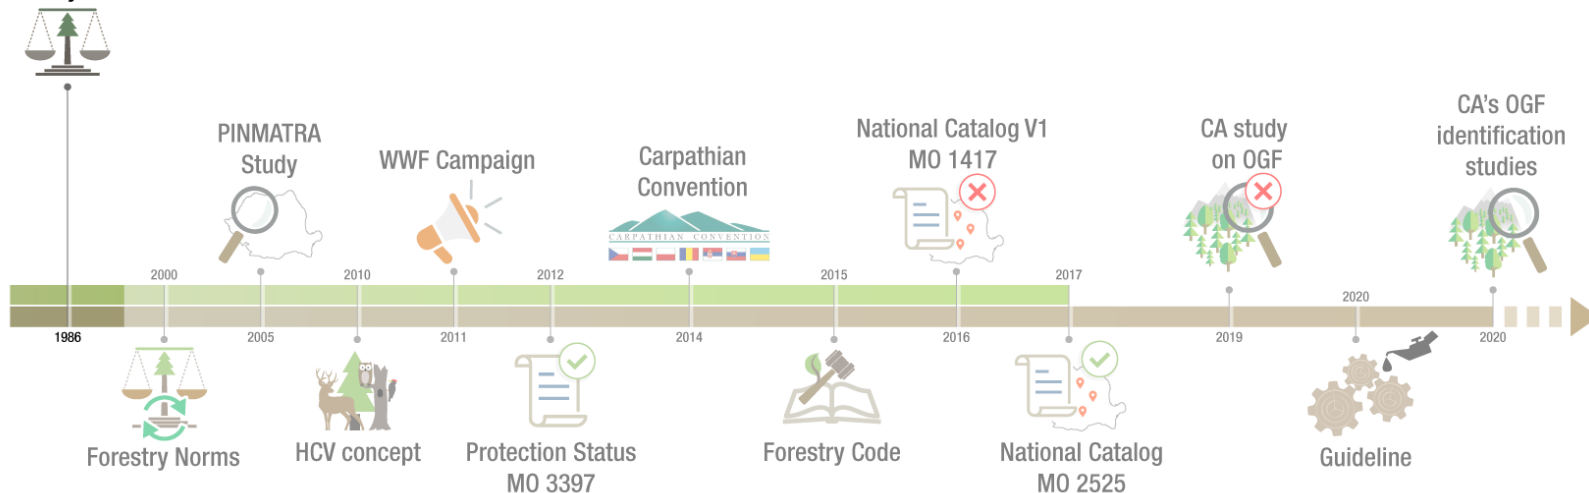 PINMATRA
Study
WWF Campaign
Carpathian
Convention
CARPATHIAN CONVENTION
National Catalog V1
MO 1417
CA study
on OGF
CA's OGF
identification
studies
2000
2010
2012
2015
2017
2020
1986
2005
2011
2014
2016
2019
2020
Forestry Norms
HCV concept
Protection Status
MO 3397
Forestry Code
National Catalog
MO 2525
Guideline